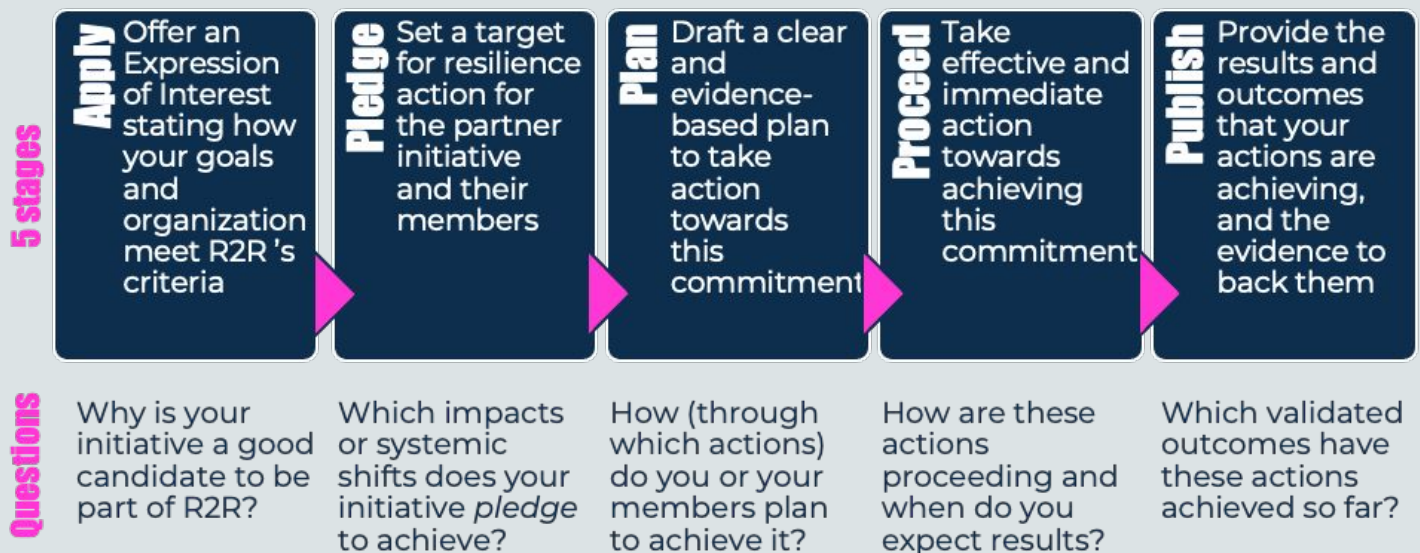 5 stages
Apply
Offer an
Expression
of Interest
stating how
your goals
and
organization
meet R2R 's
criteria
Pledge
Set a target
for resilience
action for
the partner
initiative
and their
members
Plan
Draft a clear
and
evidence-
based plan
to take
action
towards
this
commitment
Proceed
Take
effective and
immediate
action
towards
achieving
this
commitment
Publish
Provide the
results and
outcomes
that your
actions are
achieving,
and the
evidence to
back them
Questions
Why is your
initiative a good
candidate to be
part of R2R?
Which impacts
or systemic
shifts does your
initiative pledge
to achieve?
How (through
which actions)
do you or your
members plan
to achieve it?
How are these
actions
proceeding and
when do you
expect results?
Which validated
outcomes have
these actions
achieved so far?